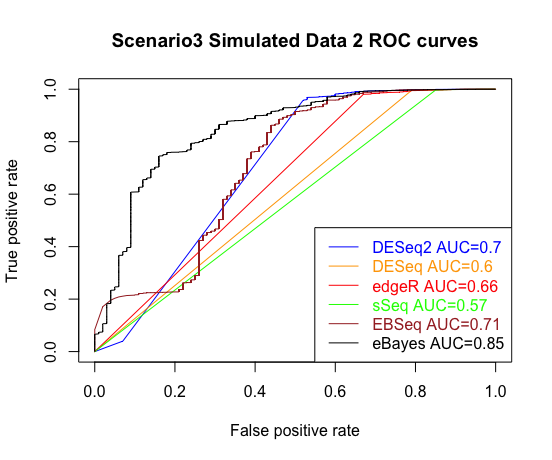 Scenario3 Simulated Data 2 ROC curves
True positive rate
1.0
0.8
0.6
0.4
0.2
0.0
DESeq2 AUC=0.7
DESeq AUC=0.6
edgeR AUC=0.66
sSeq AUC=0.57
EBSeq AUC=0.71
eBayes AUC=0.85
0.0 0.2 0.4 0.6 0.8 1.0
False positive rate